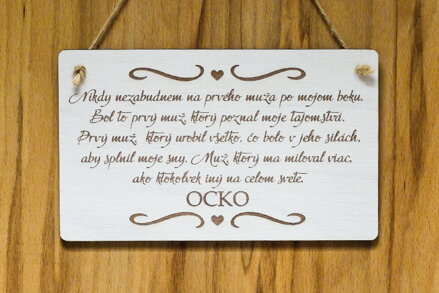 Nikdy nezabudnem na prvého muža po mojom boku.
Bol to prvý muž, ktorý poznal moje tajomstvá.
Prvý muž, ktorý urobil všetko, čo bolo v jeho silách,
aby splnil moje sny. Muž, ktorý ma miloval viac,
ako ktokoľvek iný na celom svete.
OCKO